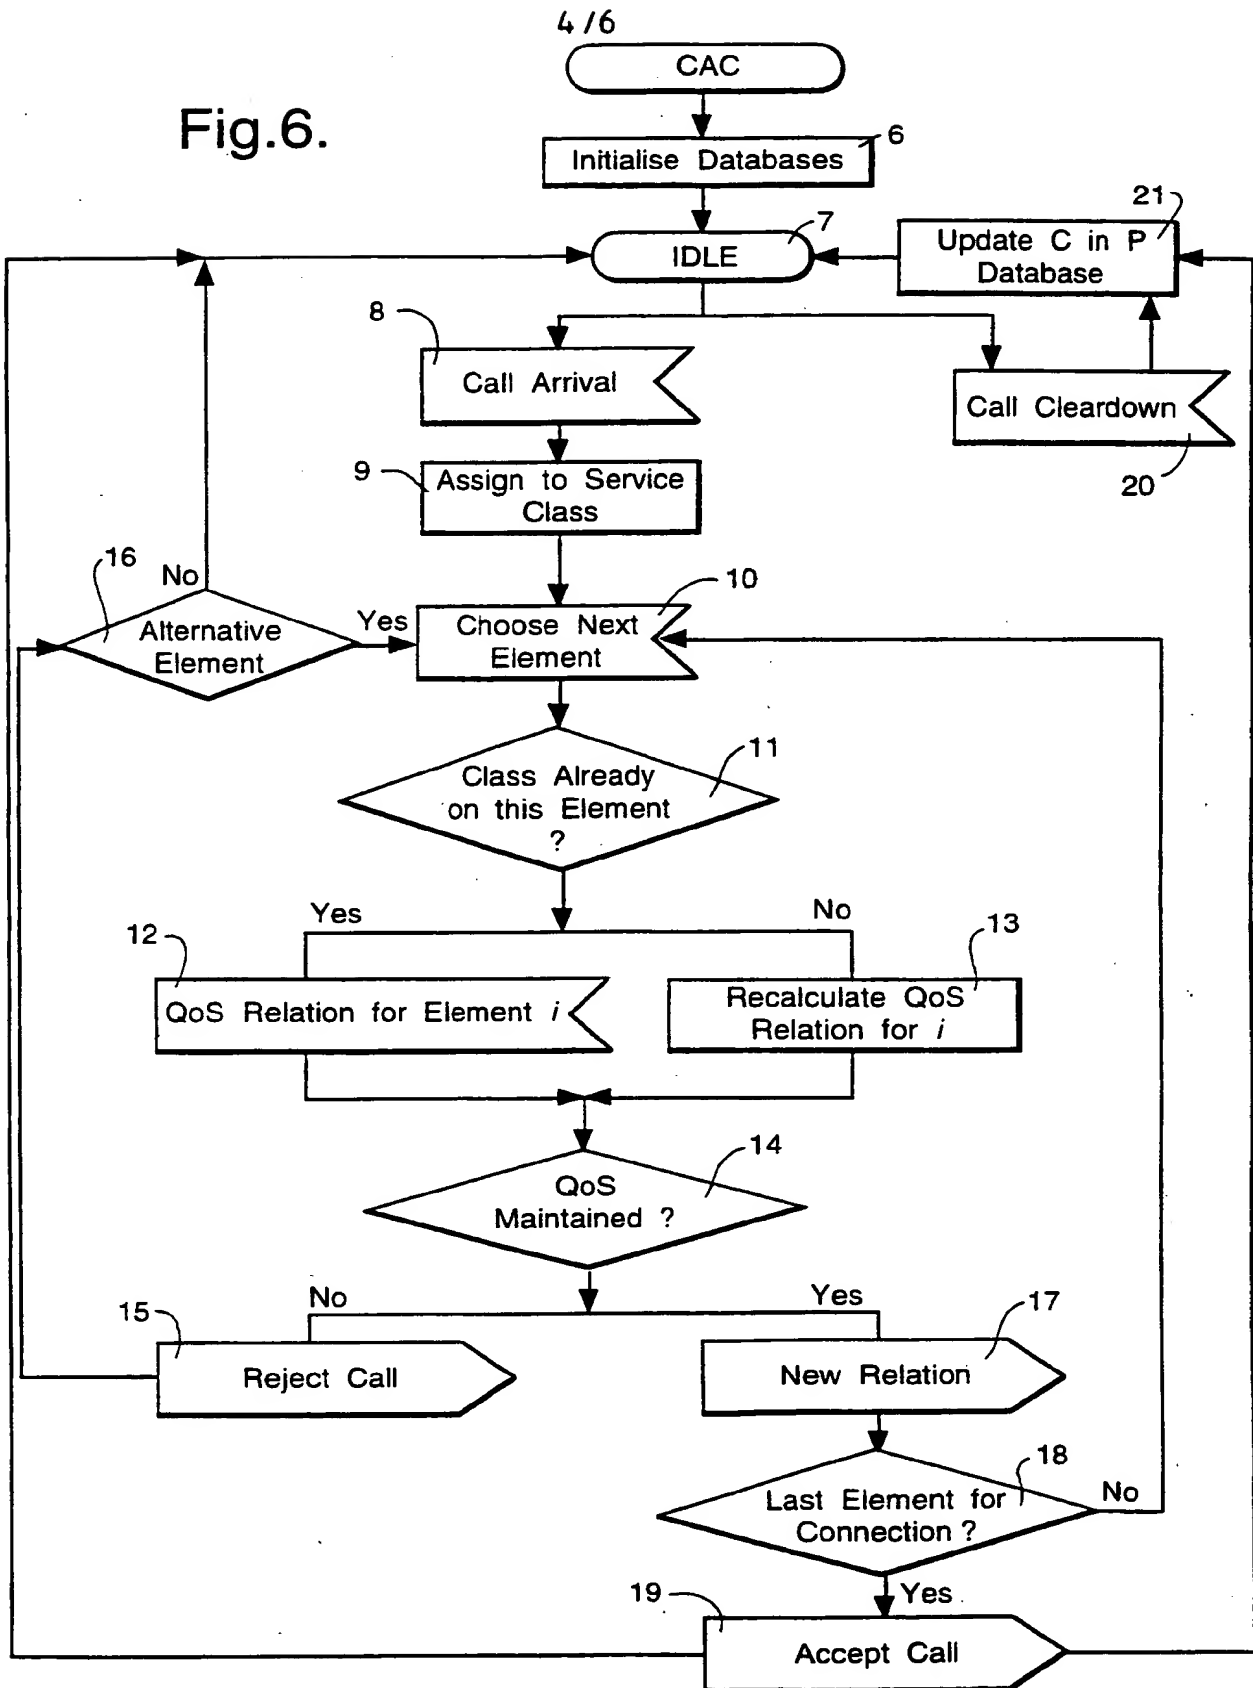 4/6
CAC
Fig.6.
6
Initialise Databases
7
IDLE
21
Update C in P
Database
8
Call Arrival
Call Cleardown
20
9
Assign to Service
Class
16
No
Alternative
Element
Yes
10
Choose Next
Element
11
Class Already
on this Element
?
Yes
No
12
QoS Relation for Element i
13
Recalculate QoS
Relation for i
14
QoS
Maintained ?
No
Yes
15
Reject Call
17
New Relation
18
Last Element for
Connection ?
No
Yes
19
Accept Call